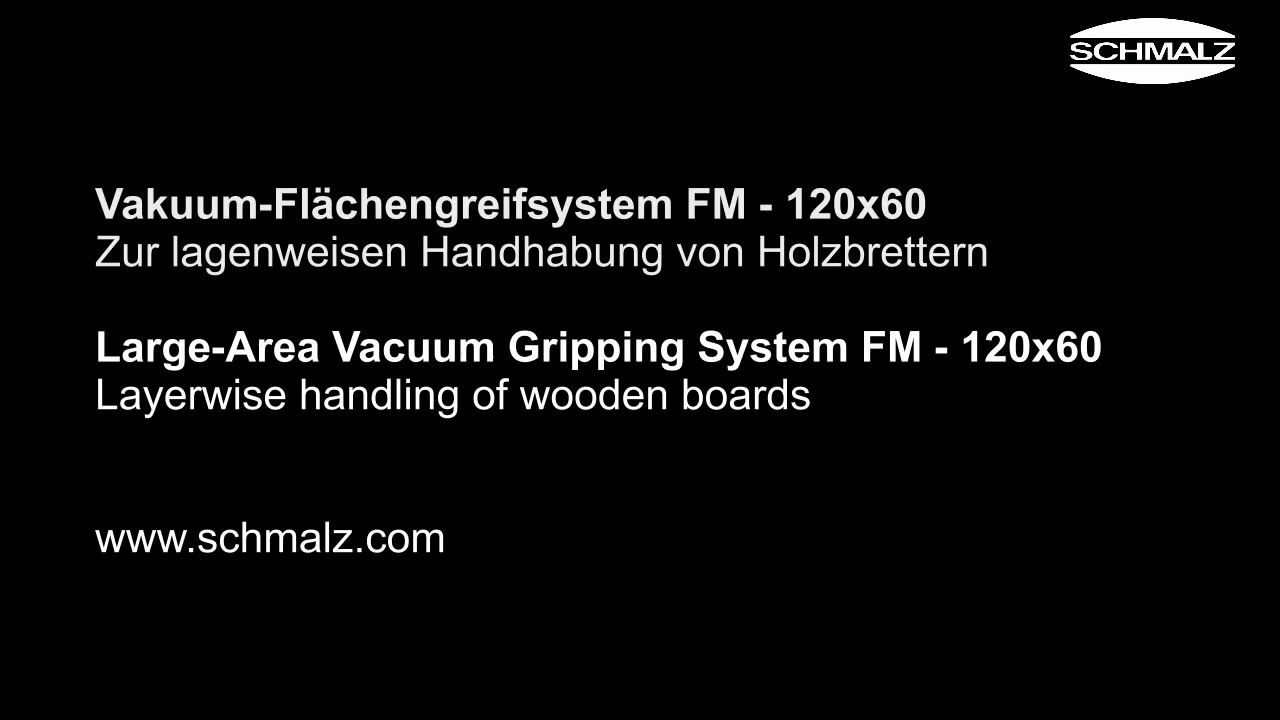 SCHMALZ
Vakuum-Flächengreifsystem FM - 120x60
Zur lagenweisen Handhabung von Holzbrettern
Large-Area Vacuum Gripping System FM - 120x60
Layerwise handling of wooden boards
www.schmalz.com